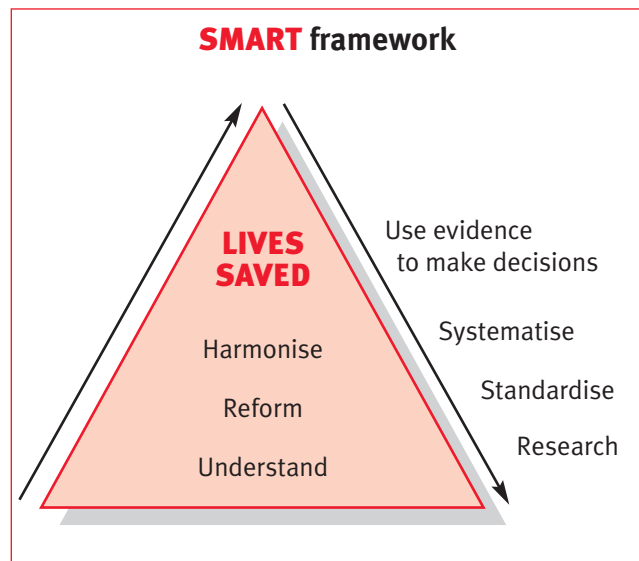 SMART framework
LIVES
SAVED
Harmonise
Reform
Understand
Use evidence
to make decisions
Systematise
Standardise
Research